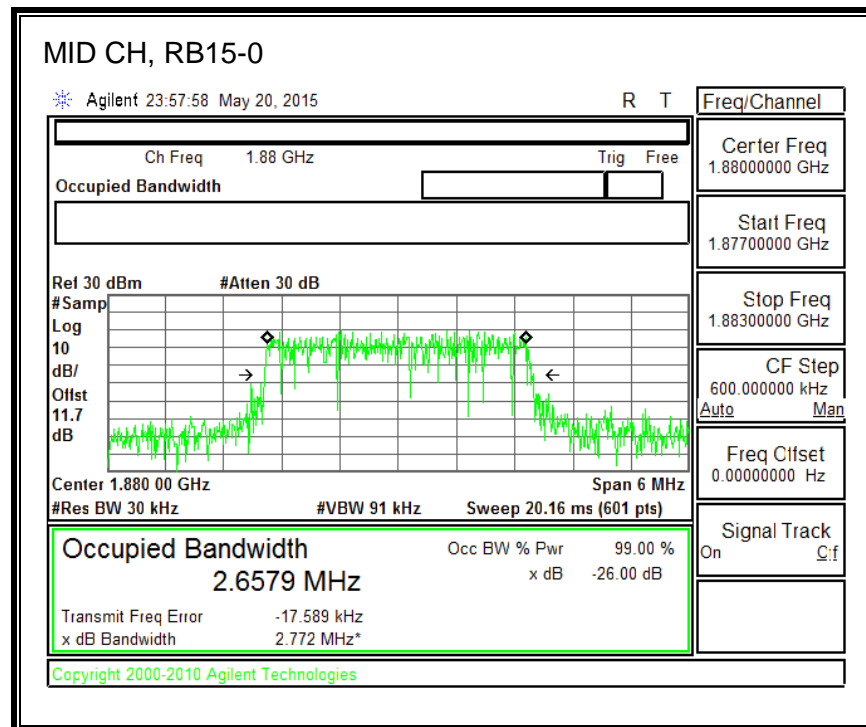 MID CH, RB15-0
Agilent 23:57:58 May 20, 2015 R T
Freq/Channel
Ch Freq 1.88 GHz Trig Free
Occupied Bandwidth
Center Freq
1.88000000 GHz
Start Freq
1.87700000 GHz
Stop Freq
1.88300000 GHz
CF Step
600.000000 kHz
Auto Man
Freq Offset
0.00000000 Hz
Signal Track
On Off
Ref 30 dBm #Atten 30 dB
#Samp
Log
10
dB/
Offst
11.7
dB
Center 1.880 00 GHz Span 6 MHz
#Res BW 30 kHz #VBW 91 kHz Sweep 20.16 ms (601 pts)
Occupied Bandwidth
2.6579 MHz
Occ BW % Pwr 99.00 %
x dB -26.00 dB
Transmit Freq Error -17.589 kHz
x dB Bandwidth 2.772 MHz*
Copyright 2000-2010 Agilent Technologies